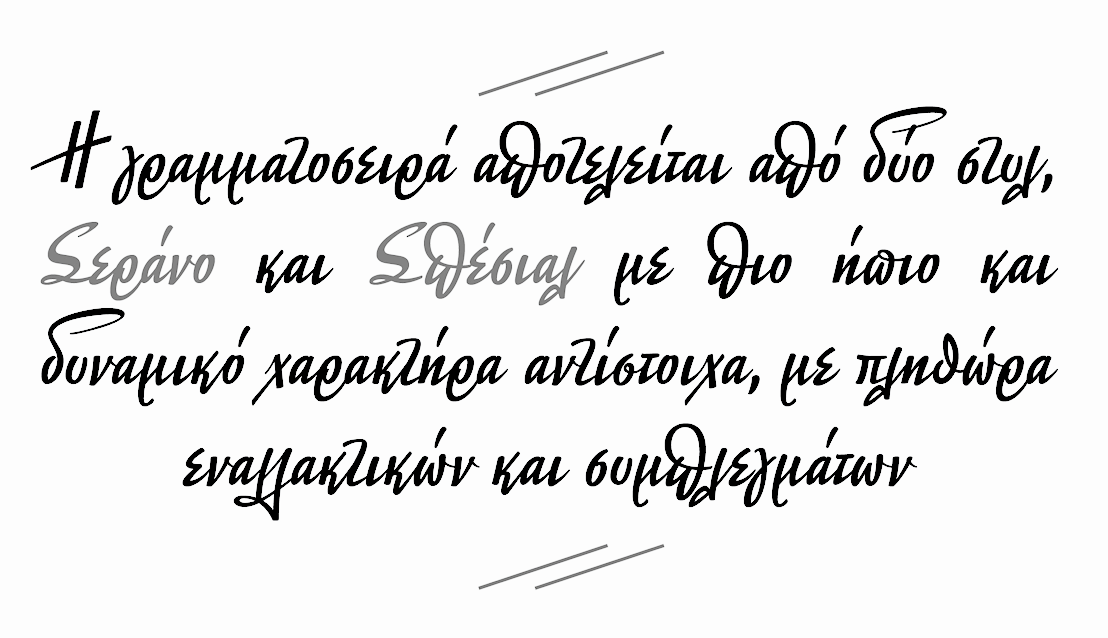 Η γραμματοσειρά αποτελείται από δύο στυλ,
Σεράνο και Σπέσιαλ με πιο ήπιο και
δυναμικό χαρακτήρα αντίστοιχα, με πληθώρα
εναλλακτικών και συμπλεγμάτων